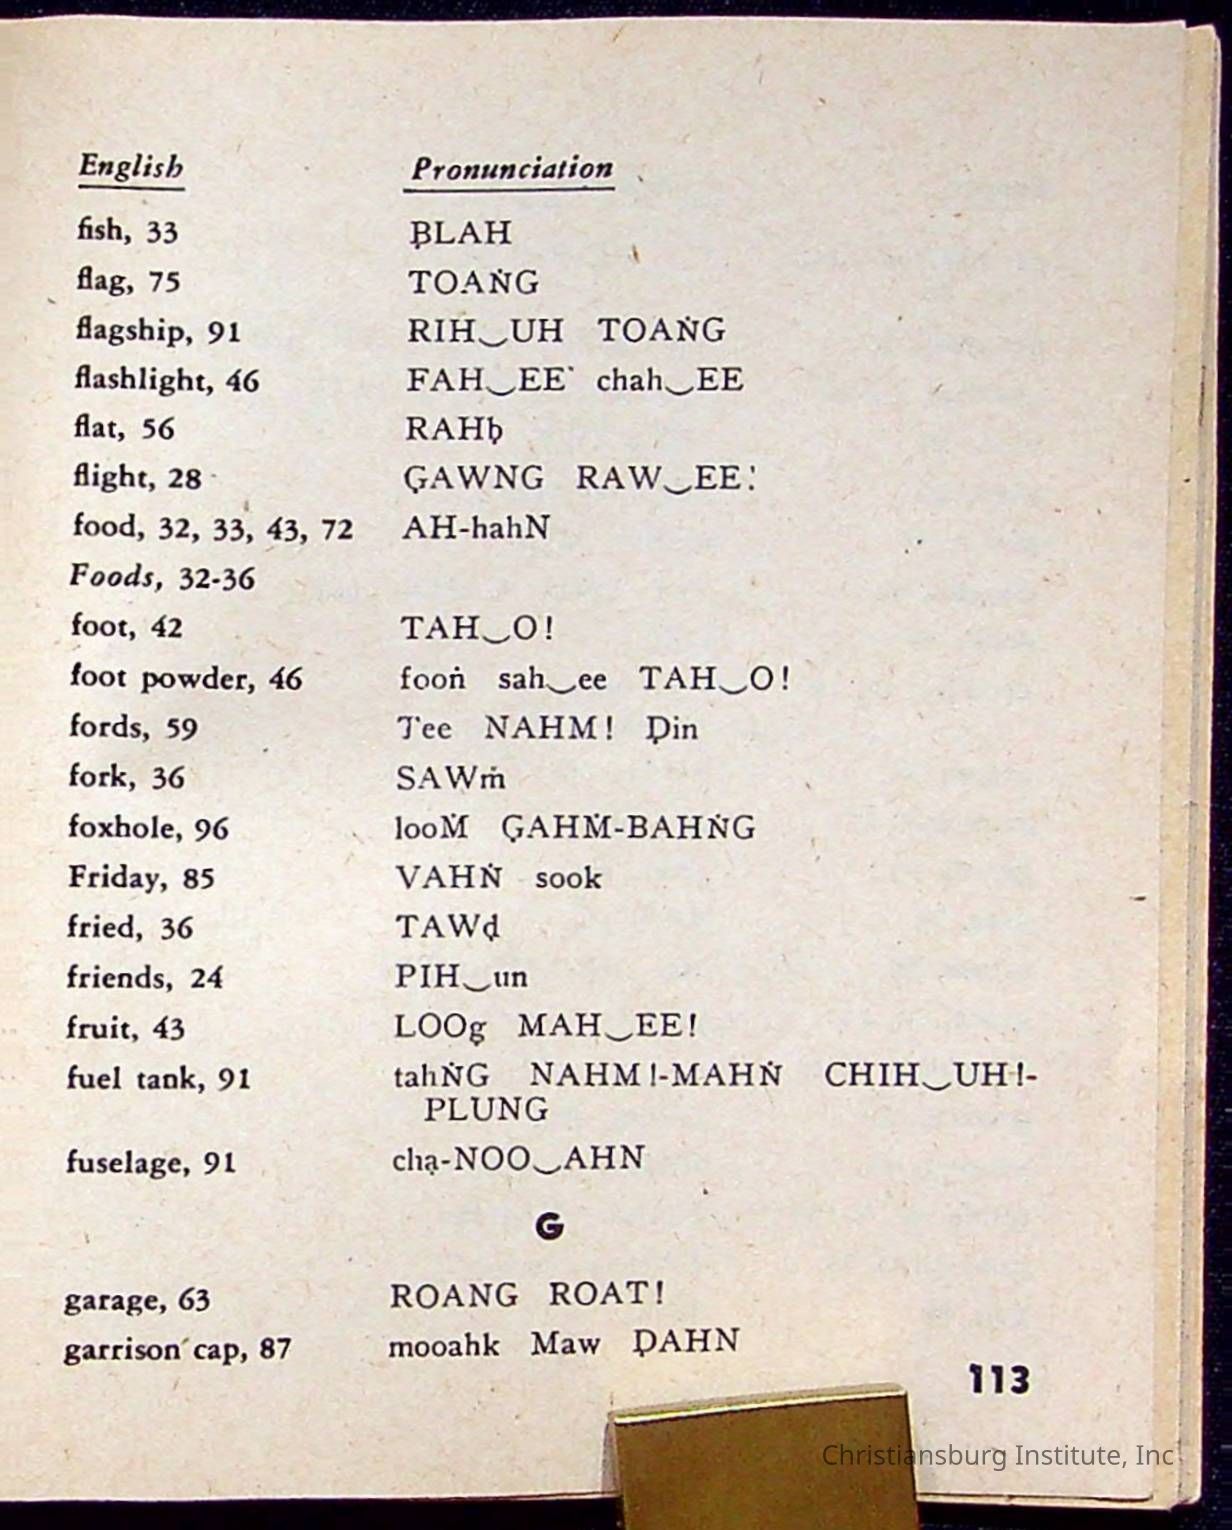 English Pronunciation
fish, 33 ḄLAH
flag, 75 TOAṄG
flagship, 91 RIH‿UH TOAṄG
flashlight, 46 FAH‿EE chah‿EE
flat, 56 RAHḅ
flight, 28 G̣AWNG RAW‿EE!
food, 32, 33, 43, 72 AH-hahN
Foods, 32-36
foot, 42 TAH‿O!
foot powder, 46 fooṅ sah‿ee TAH‿O!
fords, 59 Tee NAHM! Ḍin
fork, 36 SAWṁ
foxhole, 96 looṀ G̣AHṀ-BAHṄG
Friday, 85 VAHṄ sook
fried, 36 TAWḍ
friends, 24 PIH‿un
fruit, 43 LOOg̣ MAH‿EE!
fuel tank, 91 tahṄG NAHM!-MAHṄ CHIH‿UH!-
PLUNG
fuselage, 91 chạ-NOO‿AHN
G
garage, 63 ROANG ROAT!
garrison cap, 87 mooahk Maw ḌAHN
113
Christiansburg Institute, Inc